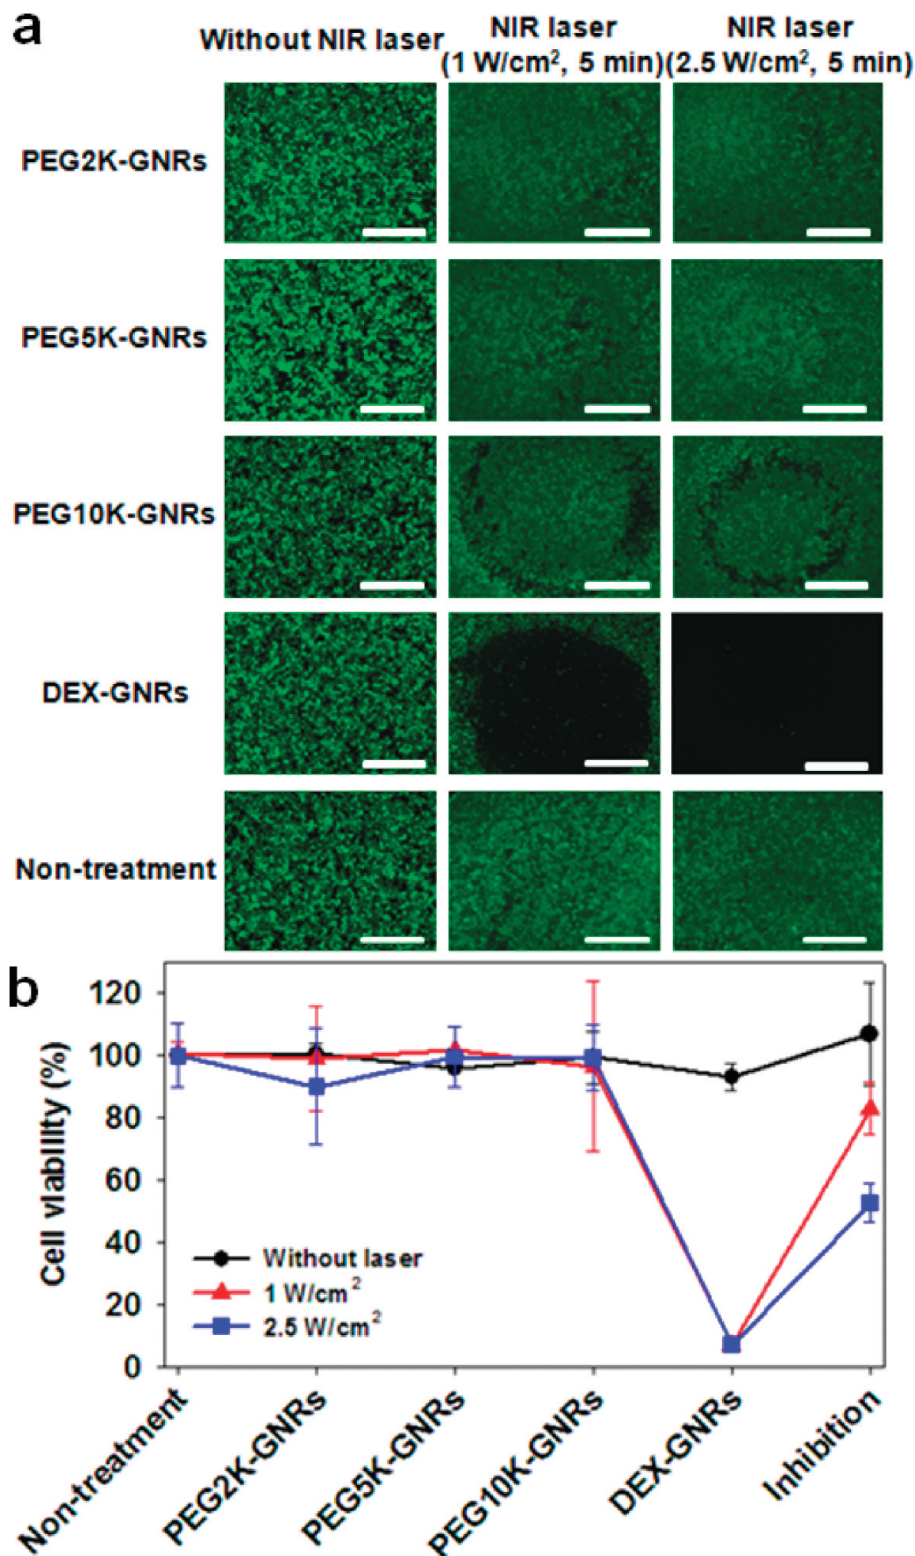 a
Without NIR laser
NIR laser
(1 W/cm², 5 min)
NIR laser
(2.5 W/cm², 5 min)
PEG2K-GNRs
PEG5K-GNRs
PEG10K-GNRs
DEX-GNRs
Non-treatment
b
Cell viability (%)
120
100
80
60
40
20
0
Without laser
1 W/cm²
2.5 W/cm²
Non-treatment
PEG2K-GNRs
PEG5K-GNRs
PEG10K-GNRs
DEX-GNRs
Inhibition